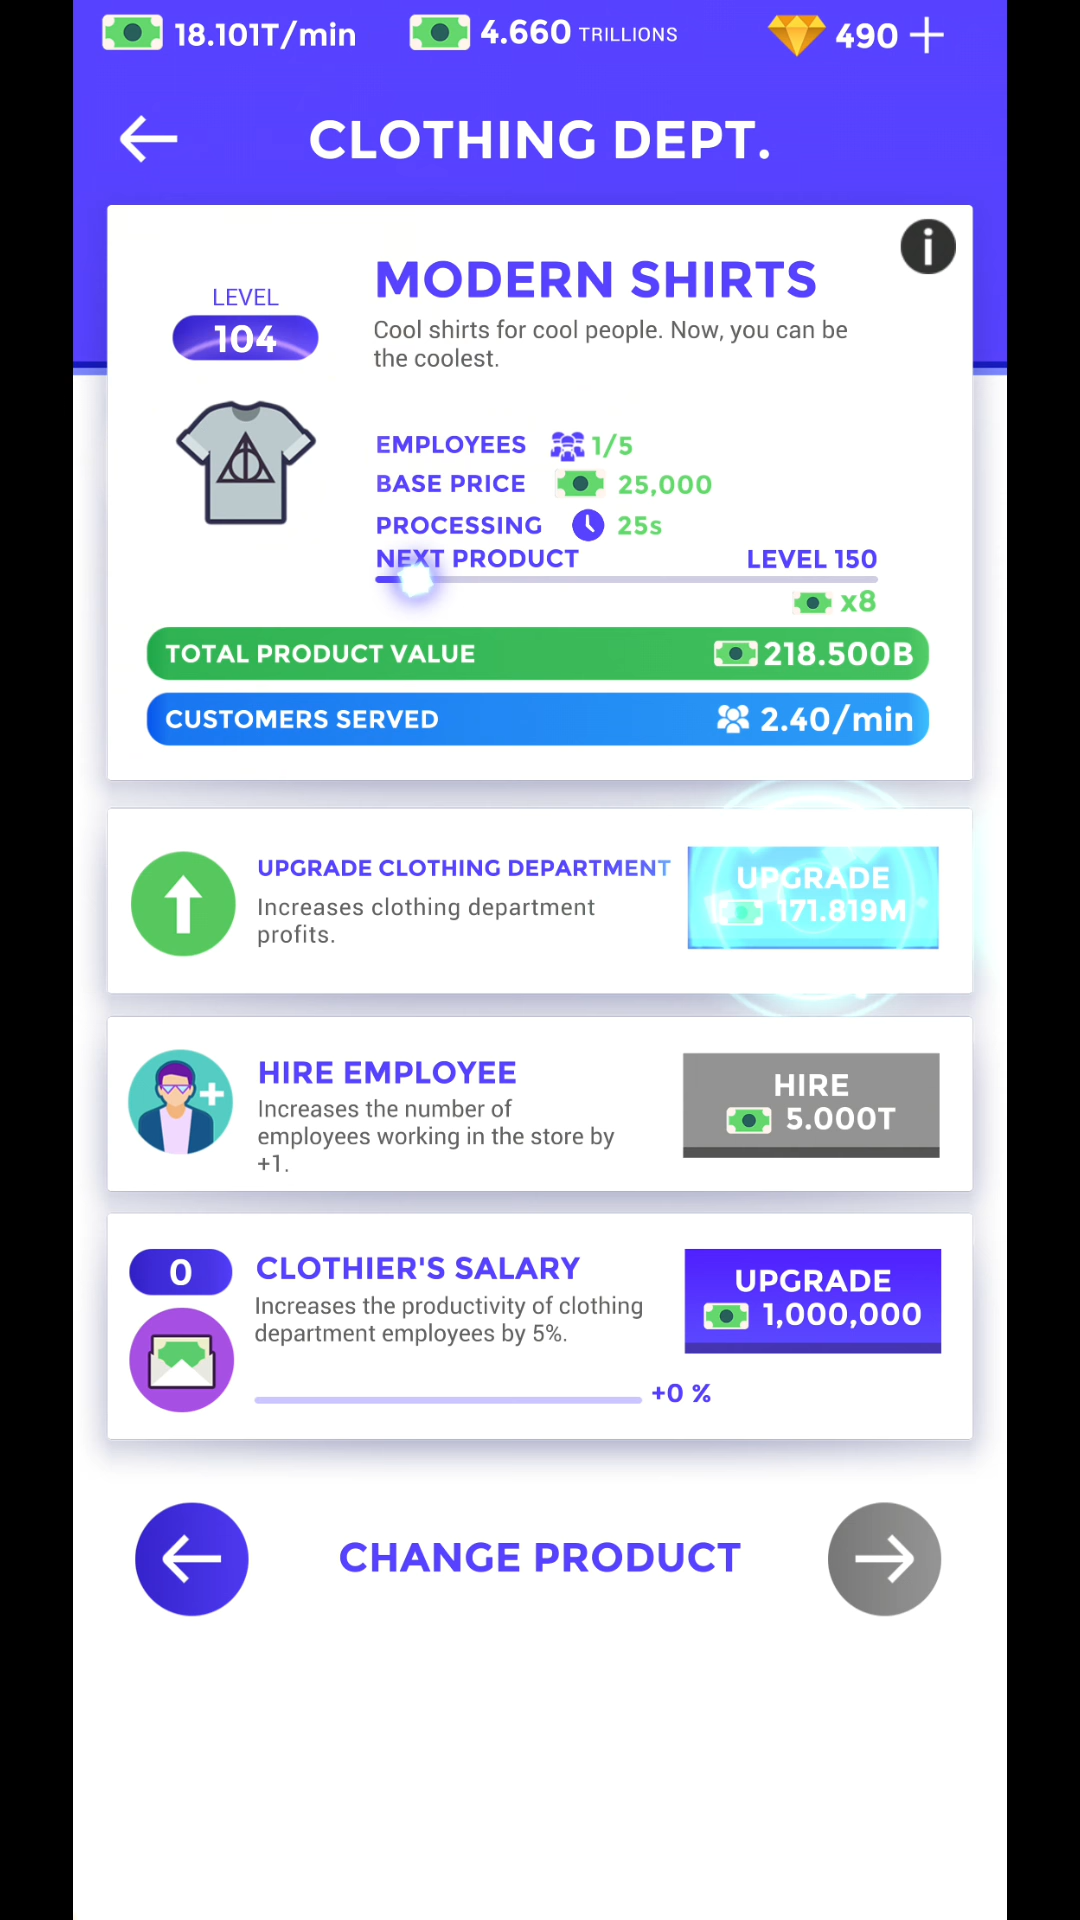 18.101T/min 4.660 TRILLIONS 490 +
CLOTHING DEPT.
i
MODERN SHIRTS
LEVEL
104
Cool shirts for cool people. Now, you can be
the coolest.
EMPLOYEES 1/5
BASE PRICE 25,000
PROCESSING 25s
NEXT PRODUCT LEVEL 150
x8
TOTAL PRODUCT VALUE 218.500B
CUSTOMERS SERVED 2.40/min
UPGRADE CLOTHING DEPARTMENT
Increases clothing department
profits.
UPGRADE
171.819M
HIRE EMPLOYEE
Increases the number of
employees working in the store by
+1.
HIRE
5.000T
0
CLOTHIER'S SALARY
Increases the productivity of clothing
department employees by 5%.
UPGRADE
1,000,000
+0 %
CHANGE PRODUCT